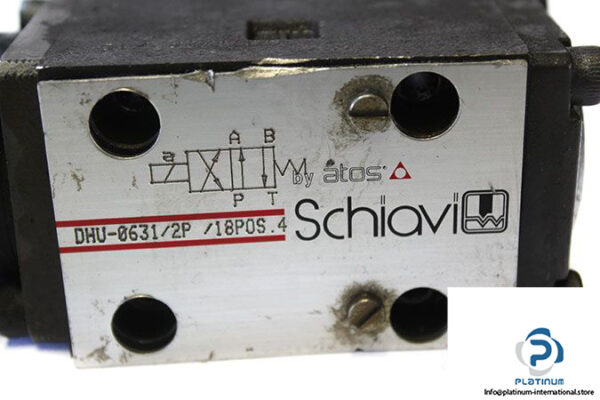 a
A B
P T
by atos
Schiavi
DHU-0631/2P /18POS.4
P
PLATINUM
Info@platinum-international.store